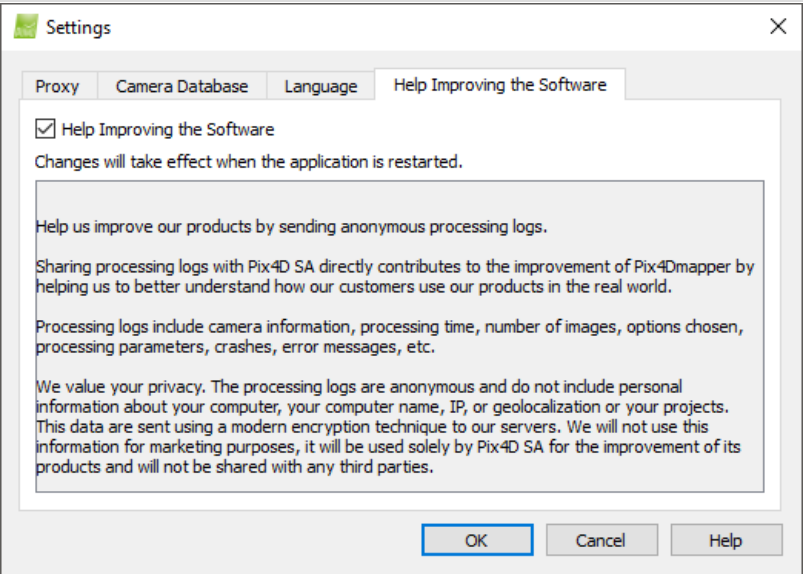 Settings
Proxy
Camera Database
Language
Help Improving the Software
Help Improving the Software
Changes will take effect when the application is restarted.
Help us improve our products by sending anonymous processing logs.
Sharing processing logs with Pix4D SA directly contributes to the improvement of Pix4Dmapper by
helping us to better understand how our customers use our products in the real world.
Processing logs include camera information, processing time, number of images, options chosen,
processing parameters, crashes, error messages, etc.
We value your privacy. The processing logs are anonymous and do not include personal
information about your computer, your computer name, IP, or geolocalization or your projects.
This data are sent using a modern encryption technique to our servers. We will not use this
information for marketing purposes, it will be used solely by Pix4D SA for the improvement of its
products and will not be shared with any third parties.
OK
Cancel
Help